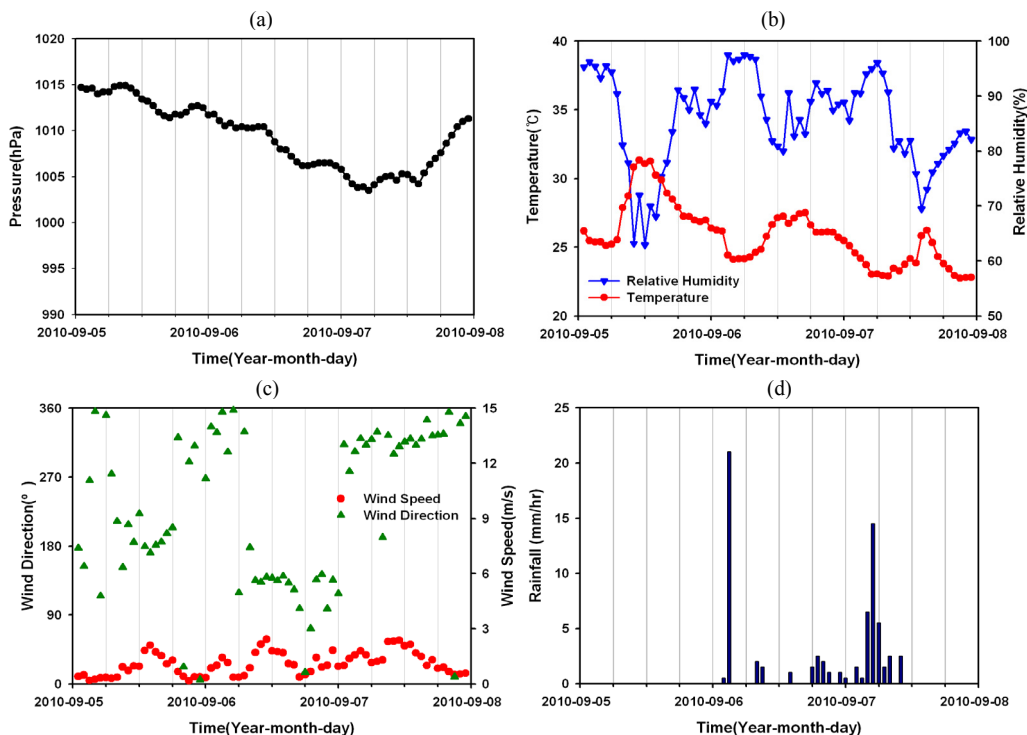 (a)
1020
1015
1010
1005
1000
995
990
Pressure(hPa)
2010-09-05 2010-09-06 2010-09-07 2010-09-08
Time(Year-month-day)
(b)
40
35
30
25
20
Temperature(℃)
100
90
80
70
60
50
Relative Humidity(%)
Relative Humidity
Temperature
2010-09-05 2010-09-06 2010-09-07 2010-09-08
Time(Year-month-day)
(c)
360
270
180
90
0
Wind Direction(°)
15
12
9
6
3
0
Wind Speed(m/s)
Wind Speed
Wind Direction
2010-09-05 2010-09-06 2010-09-07 2010-09-08
Time(Year-month-day)
(d)
25
20
15
10
5
0
Rainfall (mm/hr)
2010-09-05 2010-09-06 2010-09-07 2010-09-08
Time(Year-month-day)